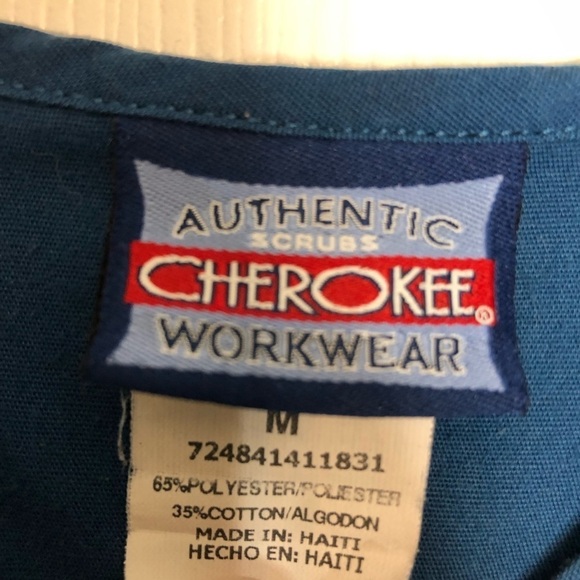 AUTHENTIC
SCRUBS
CHEROKEE®
WORKWEAR
M
724841411831
65%POLYESTER/POLIESTER
35%COTTON/ALGODON
MADE IN: HAITI
HECHO EN: HAITI